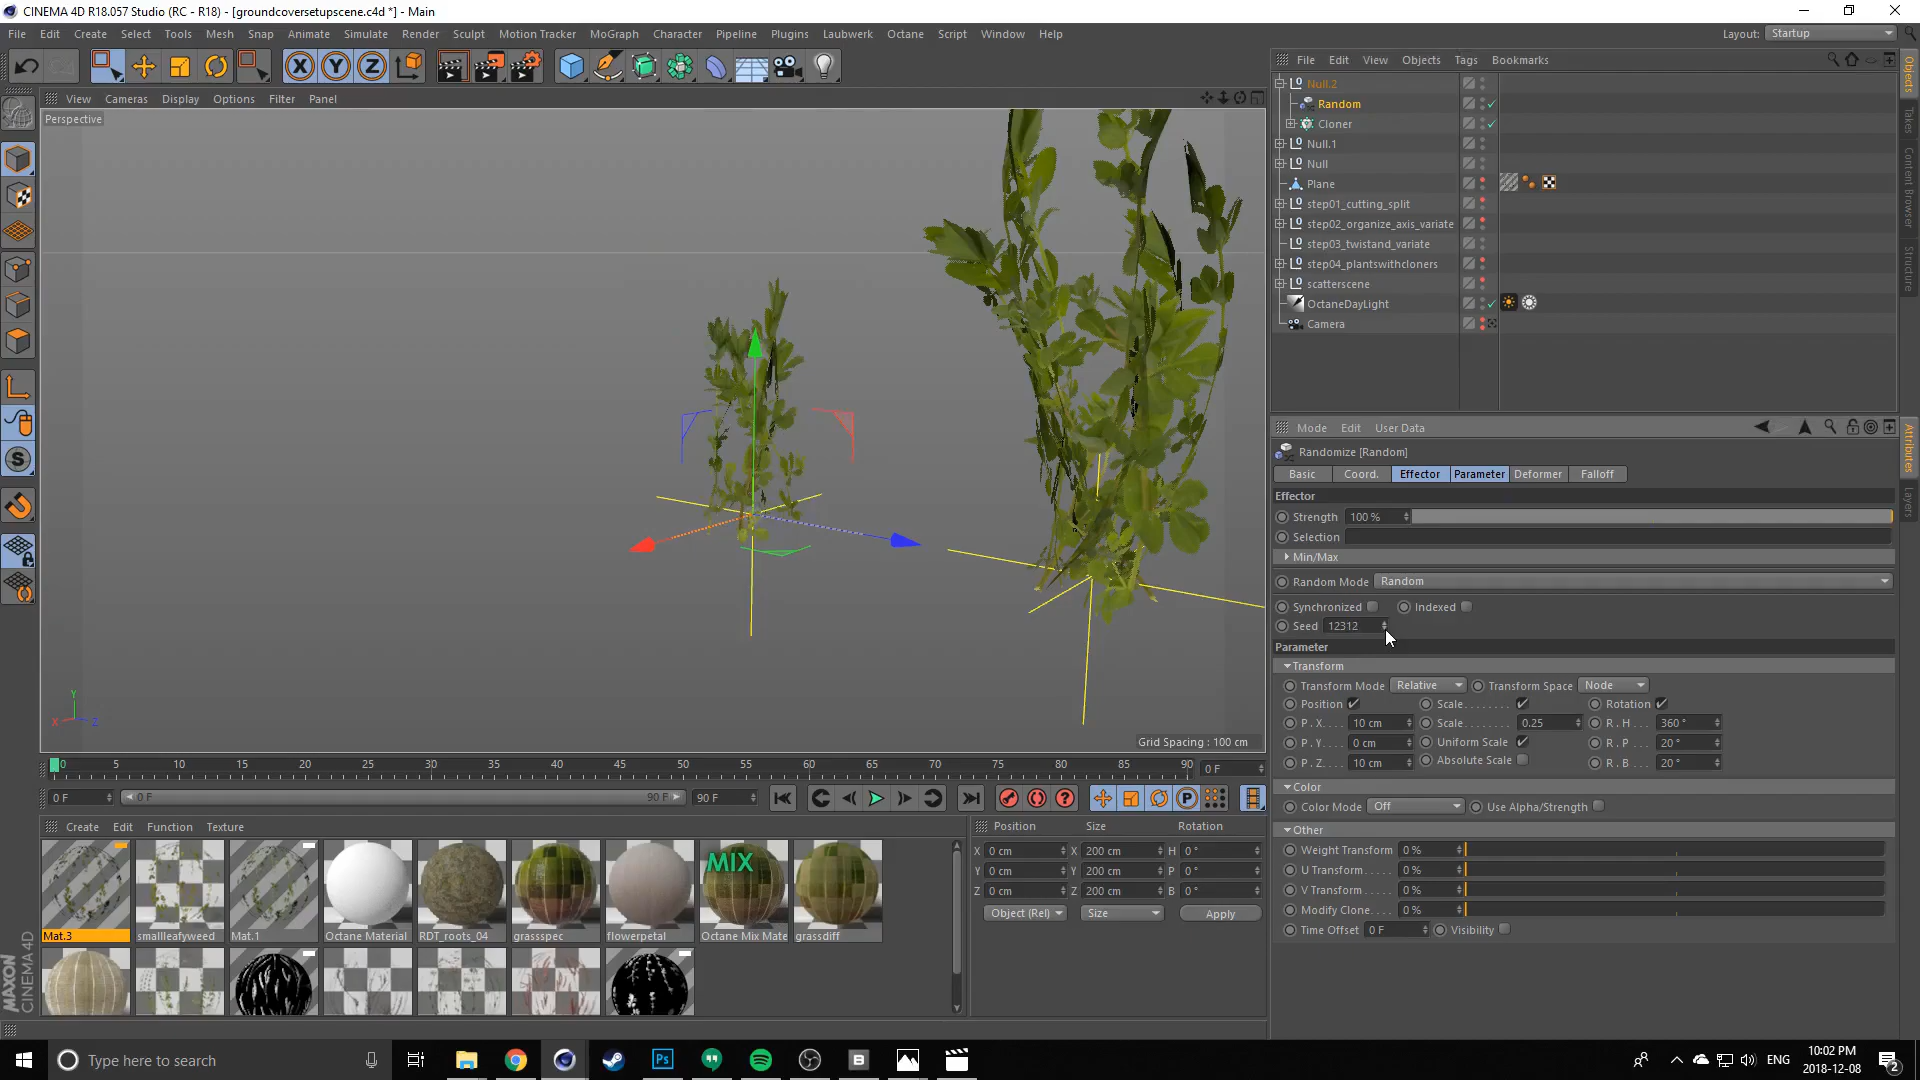 CINEMA 4D R18.057 Studio (RC - R18) - [groundcoversetupscene.c4d *] - Main
File Edit Create Select Tools Mesh Snap Animate Simulate Render Sculpt Motion Tracker MoGraph Character Pipeline Plugins Laubwerk Octane Script Window Help Layout: Startup
File Edit View Objects Tags Bookmarks
View Cameras Display Options Filter Panel
Perspective
Null.2
Random
Cloner
Null.1
Null
Plane
step01_cutting_split
step02_organize_axis_variate
step03_twistand_variate
step04_plantswithcloners
scatterscene
OctaneDayLight
Camera
Objects
Takes
Content Browser
Structure
Mode Edit User Data
Attributes
Layers
Randomize [Random]
Basic Coord. Effector Parameter Deformer Falloff
Effector
Strength 100 %
Selection
Min/Max
Random Mode Random
Synchronized Indexed
Seed 12312
Parameter
Transform
Transform Mode Relative Transform Space Node
Position Scale . . . . . . . . Rotation
P . X . . . . 10 cm Scale . . . . . . . . 0.25 R . H . . . 360 °
P . Y . . . . 0 cm Uniform Scale R . P . . . 20 °
P . Z . . . . 10 cm Absolute Scale R . B . . . 20 °
Color
Color Mode Off Use Alpha/Strength
Other
Weight Transform 0 %
U Transform . . . . . 0 %
V Transform . . . . . 0 %
Modify Clone. . . . . 0 %
Time Offset 0 F Visibility
Y
X Z
Grid Spacing : 100 cm
0 5 10 15 20 25 30 35 40 45 50 55 60 65 70 75 80 85 90 0 F
0 F 0 F 90 F 90 F
Create Edit Function Texture
MIX
Mat.3 smallleafyweed Mat.1 Octane Material RDT_roots_04 grassspec flowerpetal Octane Mix Mate grassdiff
Position Size Rotation
X 0 cm X 200 cm H 0 °
Y 0 cm Y 200 cm P 0 °
Z 0 cm Z 200 cm B 0 °
Object (Rel) Size Apply
MAXON
CINEMA 4D
Type here to search
ENG
10:02 PM
2018-12-08
2